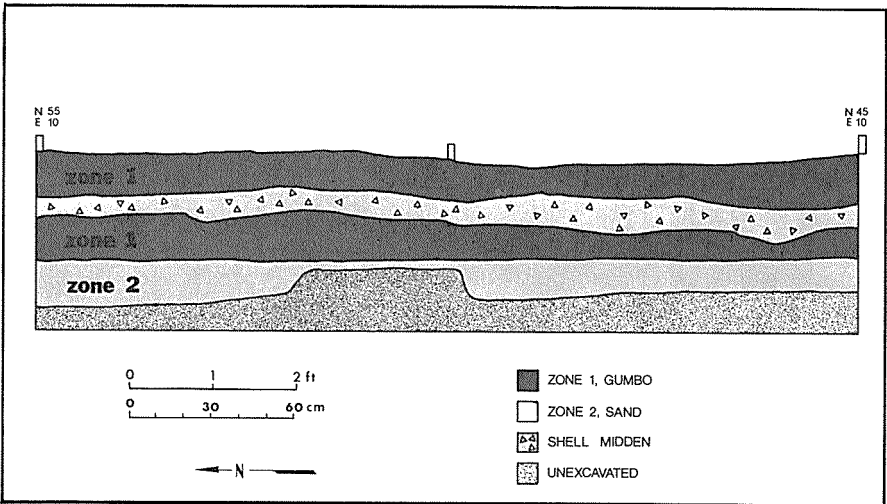 N 55
E 10
N 45
E 10
zone 1
zone 1
zone 2
0 1 2 ft
0 30 60 cm
N
ZONE 1, GUMBO
ZONE 2, SAND
SHELL MIDDEN
UNEXCAVATED